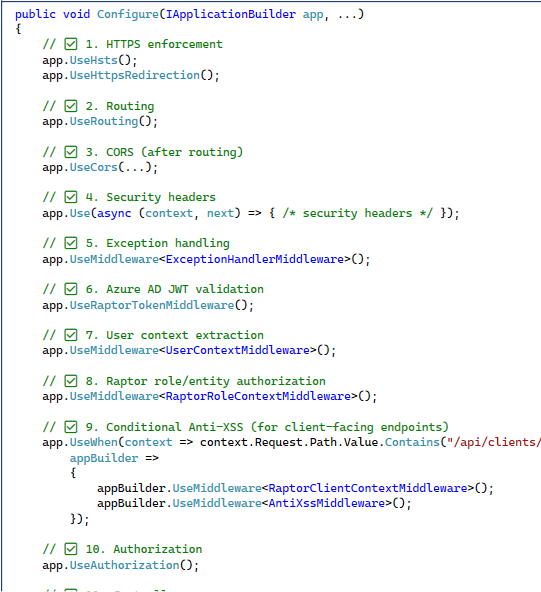 public void Configure(IApplicationBuilder app, ...)
{
    // ✅ 1. HTTPS enforcement
    app.UseHsts();
    app.UseHttpsRedirection();

    // ✅ 2. Routing
    app.UseRouting();

    // ✅ 3. CORS (after routing)
    app.UseCors(...);

    // ✅ 4. Security headers
    app.Use(async (context, next) => { /* security headers */ });

    // ✅ 5. Exception handling
    app.UseMiddleware<ExceptionHandlerMiddleware>();

    // ✅ 6. Azure AD JWT validation
    app.UseRaptorTokenMiddleware();

    // ✅ 7. User context extraction
    app.UseMiddleware<UserContextMiddleware>();

    // ✅ 8. Raptor role/entity authorization
    app.UseMiddleware<RaptorRoleContextMiddleware>();

    // ✅ 9. Conditional Anti-XSS (for client-facing endpoints)
    app.UseWhen(context => context.Request.Path.Value.Contains("/api/clients/
        appBuilder =>
        {
            appBuilder.UseMiddleware<RaptorClientContextMiddleware>();
            appBuilder.UseMiddleware<AntiXssMiddleware>();
        });

    // ✅ 10. Authorization
    app.UseAuthorization();